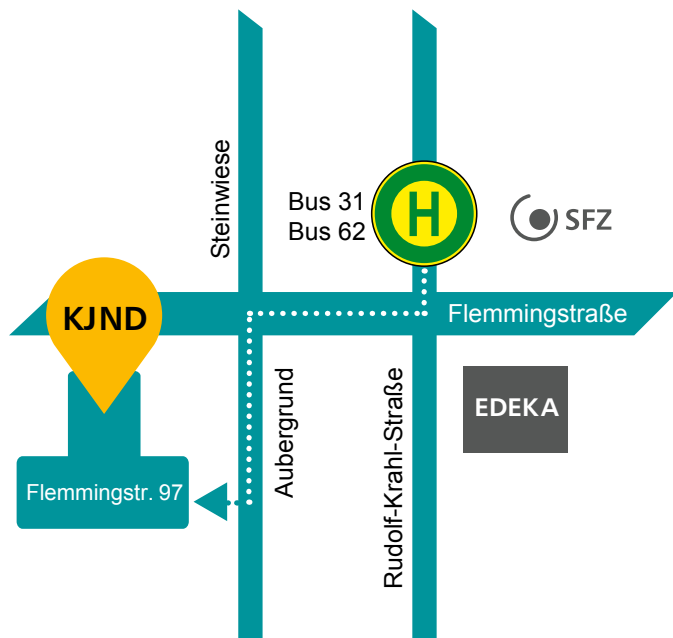 Steinwiese
Bus 31
Bus 62
H
SFZ
KJND
Flemmingstraße
Aubergrund
Rudolf-Krahl-Straße
EDEKA
Flemmingstr. 97